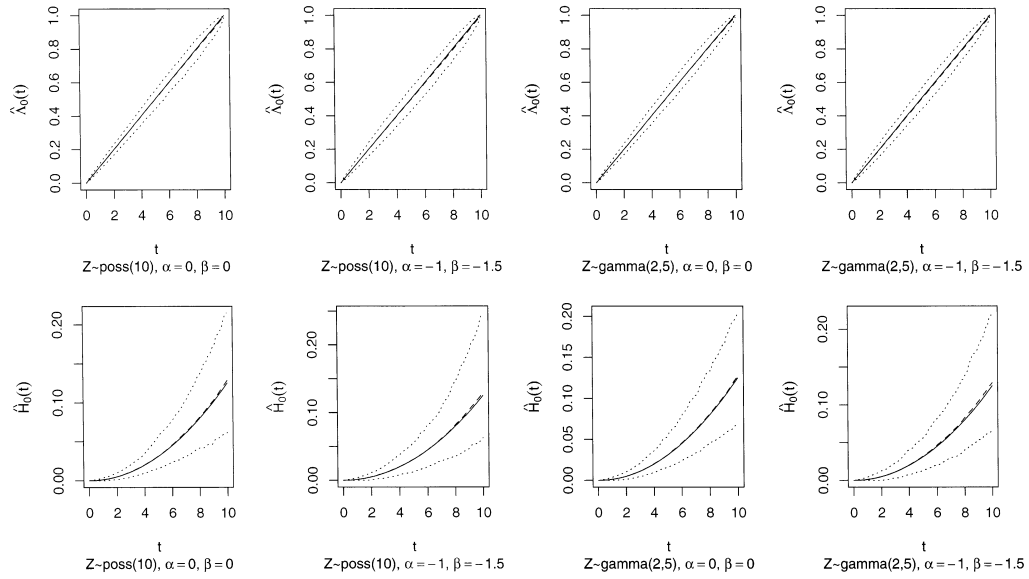 Λ̂₀(t)
0.0 0.2 0.4 0.6 0.8 1.0
0 2 4 6 8 10
t
Z~poss(10), α = 0, β = 0
Λ̂₀(t)
0.0 0.2 0.4 0.6 0.8 1.0
0 2 4 6 8 10
t
Z~poss(10), α = −1, β = −1.5
Λ̂₀(t)
0.0 0.2 0.4 0.6 0.8 1.0
0 2 4 6 8 10
t
Z~gamma(2,5), α = 0, β = 0
Λ̂₀(t)
0.0 0.2 0.4 0.6 0.8 1.0
0 2 4 6 8 10
t
Z~gamma(2,5), α = −1, β = −1.5
Ĥ₀(t)
0.00 0.10 0.20
0 2 4 6 8 10
t
Z~poss(10), α = 0, β = 0
Ĥ₀(t)
0.00 0.10 0.20
0 2 4 6 8 10
t
Z~poss(10), α = −1, β = −1.5
Ĥ₀(t)
0.00 0.05 0.10 0.15 0.20
0 2 4 6 8 10
t
Z~gamma(2,5), α = 0, β = 0
Ĥ₀(t)
0.00 0.10 0.20
0 2 4 6 8 10
t
Z~gamma(2,5), α = −1, β = −1.5